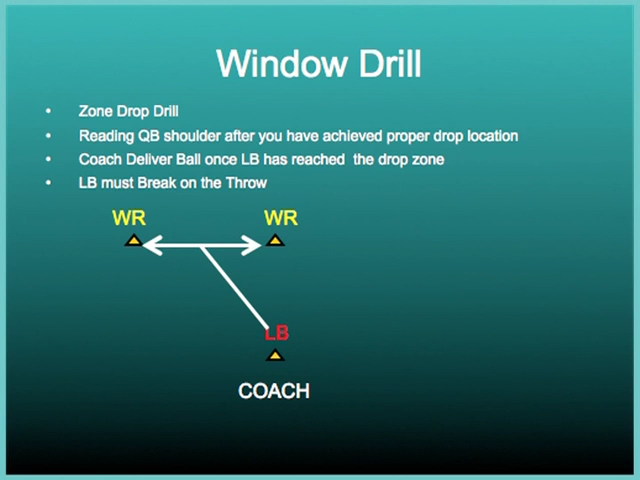 Window Drill
• Zone Drop Drill
• Reading QB shoulder after you have achieved proper drop location
• Coach Deliver Ball once LB has reached the drop zone
• LB must Break on the Throw
WR WR
LB
COACH